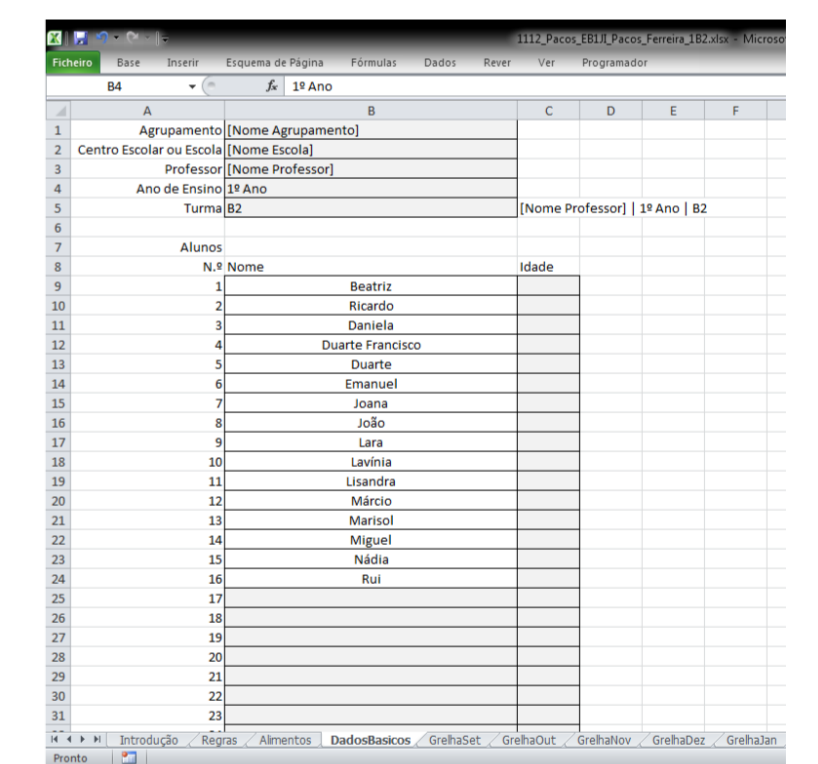 1112_Pacos_EB1JI_Pacos_Ferreira_1B2.xlsx - Micros
Ficheiro Base Inserir Esquema de Página Fórmulas Dados Rever Ver Programador
B4 fx 1º Ano
A B C D E F
1 Agrupamento [Nome Agrupamento]
2 Centro Escolar ou Escola [Nome Escola]
3 Professor [Nome Professor]
4 Ano de Ensino 1º Ano
5 Turma B2 [Nome Professor] | 1º Ano | B2
6
7 Alunos
8 N.º Nome Idade
9 1 Beatriz
10 2 Ricardo
11 3 Daniela
12 4 Duarte Francisco
13 5 Duarte
14 6 Emanuel
15 7 Joana
16 8 João
17 9 Lara
18 10 Lavínia
19 11 Lisandra
20 12 Márcio
21 13 Marisol
22 14 Miguel
23 15 Nádia
24 16 Rui
25 17
26 18
27 19
28 20
29 21
30 22
31 23
Introdução Regras Alimentos DadosBasicos GrelhaSet GrelhaOut GrelhaNov GrelhaDez GrelhaJan
Pronto